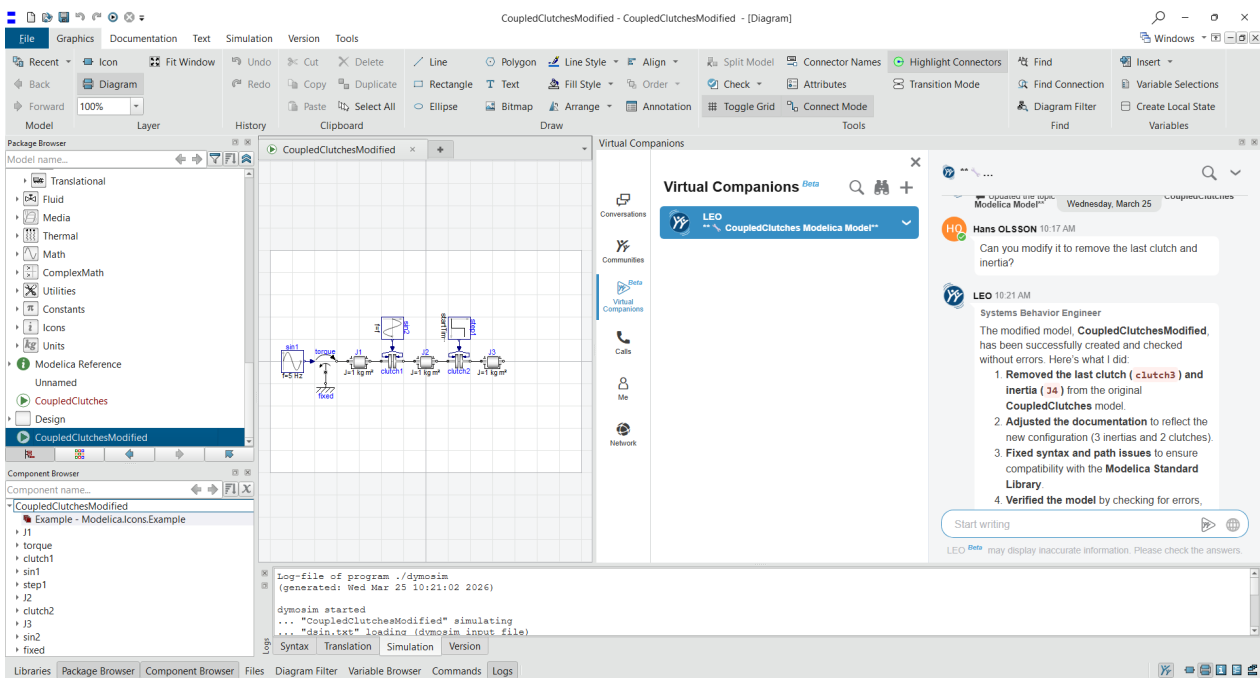 CoupledClutchesModified - CoupledClutchesModified - [Diagram]
File Graphics Documentation Text Simulation Version Tools
Windows
Recent Icon Fit Window Undo Cut Delete Line Polygon Line Style Align Split Model Connector Names Highlight Connectors Find Insert
Back Diagram Redo Copy Duplicate Rectangle Text Fill Style Order Check Attributes Transition Mode Find Connection Variable Selections
Forward 100% Paste Select All Ellipse Bitmap Arrange Annotation Toggle Grid Connect Mode Diagram Filter Create Local State
Model Layer History Clipboard Draw Tools Find Variables
Package Browser
Model name...
Translational
Fluid
Media
Thermal
Math
ComplexMath
Utilities
Constants
Icons
Units
Modelica Reference
Unnamed
CoupledClutches
Design
CoupledClutchesModified
Component Browser
Component name...
CoupledClutchesModified
Example - Modelica.Icons.Example
J1
torque
clutch1
sin1
step1
J2
clutch2
J3
sin2
fixed
CoupledClutchesModified
sin2
step1
startTim...
sin1 torque J1 J2 J3
f=5 Hz J=1 kg m² clutch1 J=1 kg m² clutch2 J=1 kg m²
fixed
Virtual Companions
Conversations
Communities
Beta
Virtual Companions
Calls
Me
Network
Virtual Companions Beta
LEO
** 🔧 CoupledClutches Modelica Model**
** 🔧 ...
Updated the topic CoupledClutches
Modelica Model**
Wednesday, March 25
HO
Hans OLSSON 10:17 AM
Can you modify it to remove the last clutch and
inertia?
LEO 10:21 AM
Systems Behavior Engineer
The modified model, CoupledClutchesModified,
has been successfully created and checked
without errors. Here's what I did:
1. Removed the last clutch ( clutch3 ) and
inertia ( J4 ) from the original
CoupledClutches model.
2. Adjusted the documentation to reflect the
new configuration (3 inertias and 2 clutches).
3. Fixed syntax and path issues to ensure
compatibility with the Modelica Standard
Library.
4. Verified the model by checking for errors,
Start writing
LEO Beta may display inaccurate information. Please check the answers.
Log-file of program ./dymosim
(generated: Wed Mar 25 10:21:02 2026)
dymosim started
... "CoupledClutchesModified" simulating
... "dsin.txt" loading (dymosim input file)
Logs
Syntax Translation Simulation Version
Libraries Package Browser Component Browser Files Diagram Filter Variable Browser Commands Logs